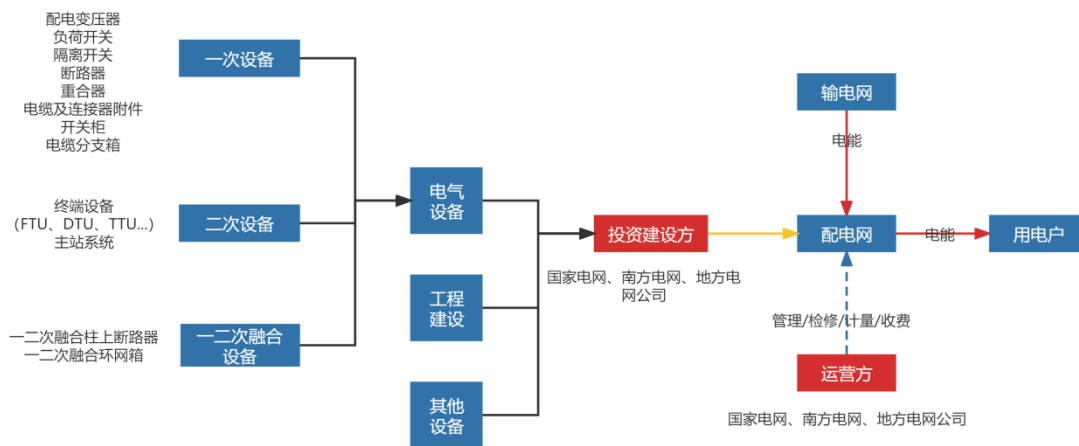 配电变压器
负荷开关
隔离开关
断路器
重合器
电缆及连接器附件
开关柜
电缆分支箱
一次设备
终端设备
（FTU、DTU、TTU...）
主站系统
二次设备
一二次融合柱上断路器
一二次融合环网箱
一二次融合
设备
电气
设备
工程
建设
其他
设备
投资建设方
国家电网、南方电网、地方电
网公司
输电网
电能
配电网
电能
用电户
管理/检修/计量/收费
运营方
国家电网、南方电网、地方电网公司